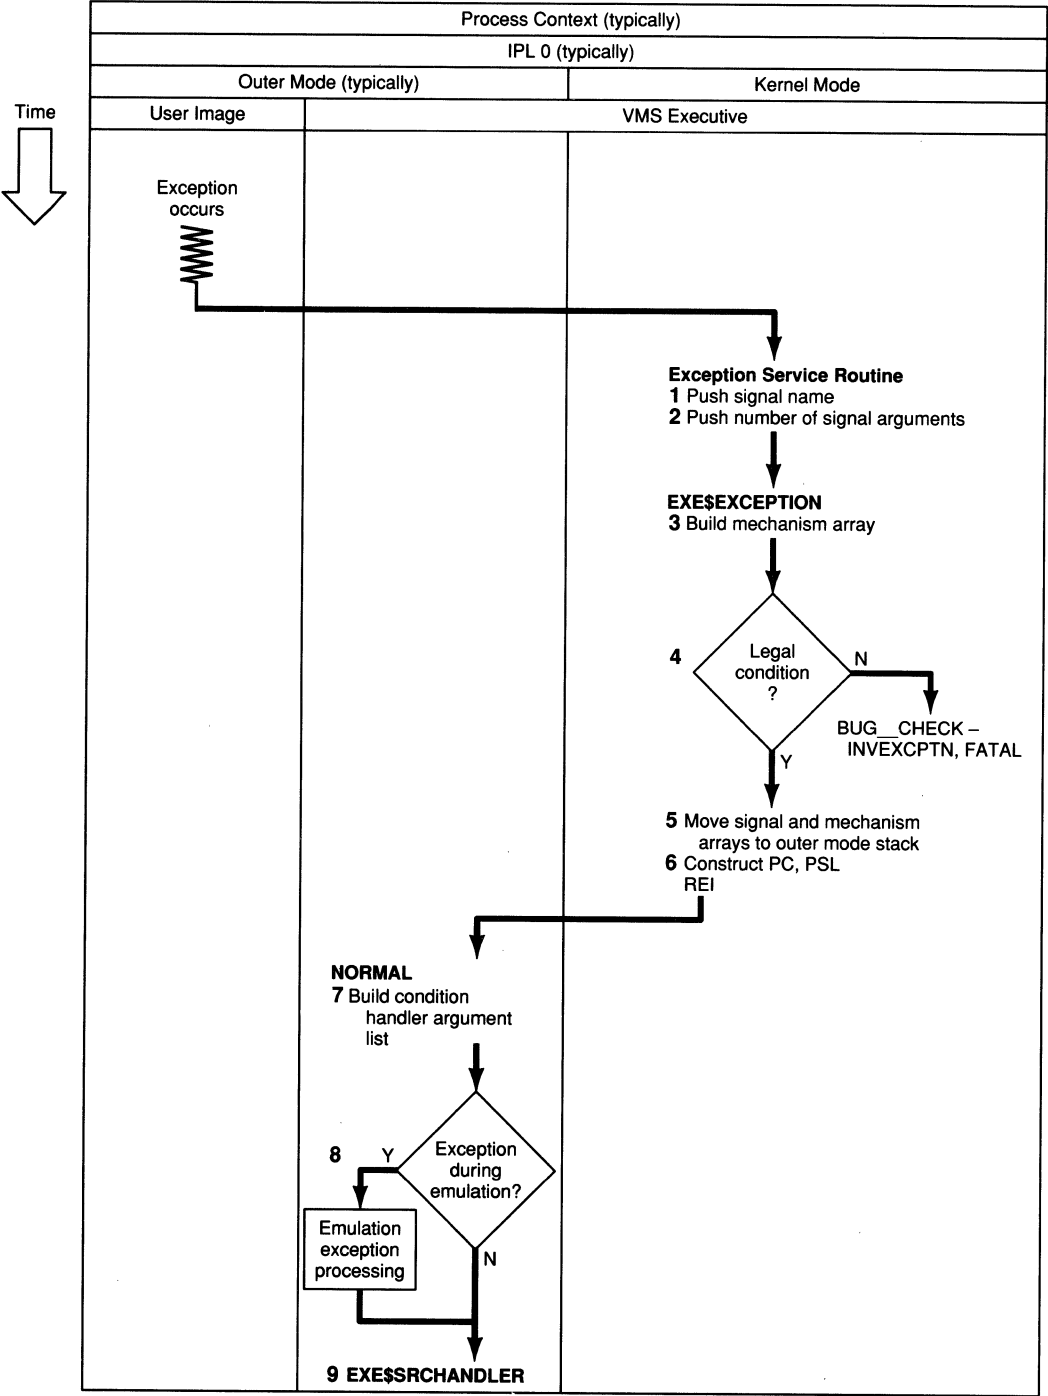 Process Context (typically)
IPL 0 (typically)
Outer Mode (typically)
Kernel Mode
Time
User Image
VMS Executive
Exception
occurs
Exception Service Routine
1 Push signal name
2 Push number of signal arguments
EXE$EXCEPTION
3 Build mechanism array
4
Legal
condition
?
N
BUG__CHECK –
INVEXCPTN, FATAL
Y
5 Move signal and mechanism
arrays to outer mode stack
6 Construct PC, PSL
REI
NORMAL
7 Build condition
handler argument
list
8
Y
Exception
during
emulation?
Emulation
exception
processing
N
9 EXE$SRCHANDLER